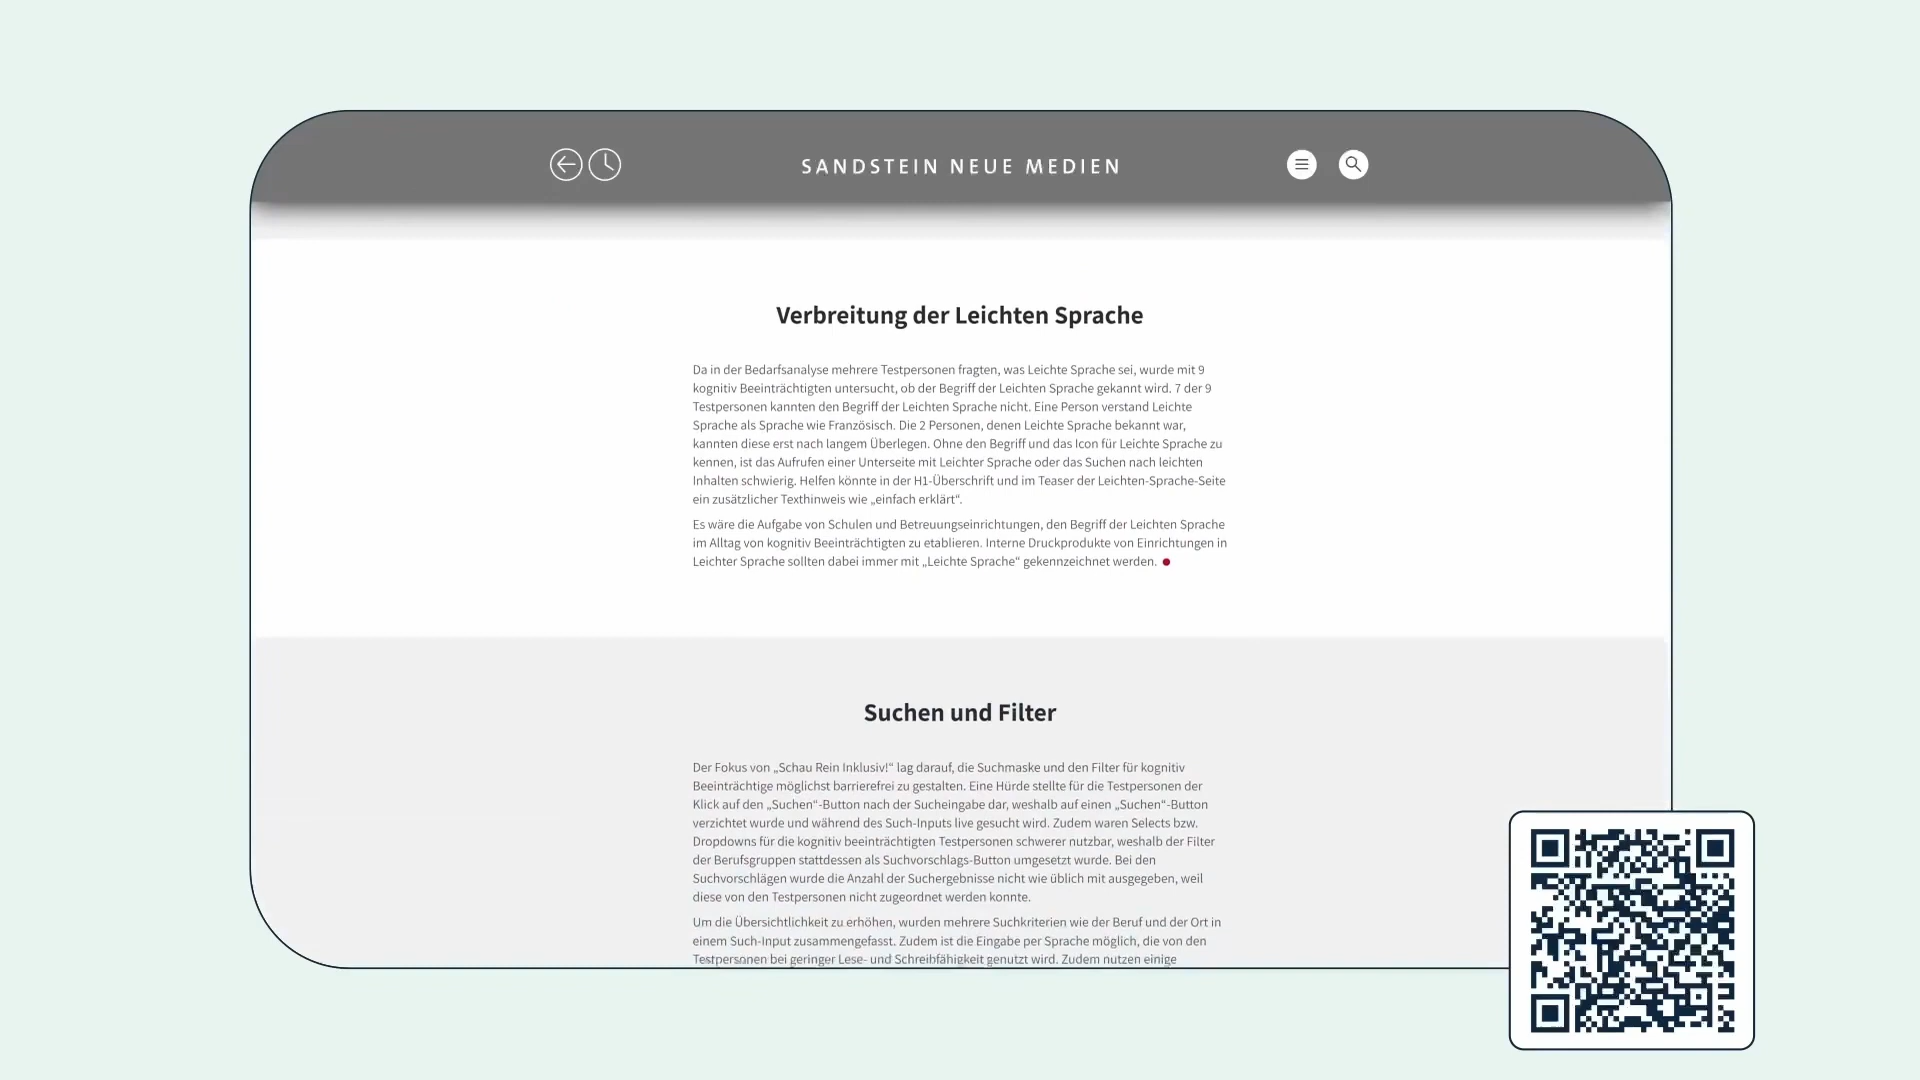 SANDSTEIN NEUE MEDIEN
Verbreitung der Leichten Sprache
Da in der Bedarfsanalyse mehrere Testpersonen fragten, was Leichte Sprache sei, wurde mit 9
kognitiv Beeinträchtigten untersucht, ob der Begriff der Leichten Sprache gekannt wird. 7 der 9
Testpersonen kannten den Begriff der Leichten Sprache nicht. Eine Person verstand Leichte
Sprache als Sprache wie Französisch. Die 2 Personen, denen Leichte Sprache bekannt war,
kannten diese erst nach langem Überlegen. Ohne den Begriff und das Icon für Leichte Sprache zu
kennen, ist das Aufrufen einer Unterseite mit Leichter Sprache oder das Suchen nach leichten
Inhalten schwierig. Helfen könnte in der H1-Überschrift und im Teaser der Leichten-Sprache-Seite
ein zusätzlicher Texthinweis wie „einfach erklärt“.
Es wäre die Aufgabe von Schulen und Betreuungseinrichtungen, den Begriff der Leichten Sprache
im Alltag von kognitiv Beeinträchtigten zu etablieren. Interne Druckprodukte von Einrichtungen in
Leichter Sprache sollten dabei immer mit „Leichte Sprache“ gekennzeichnet werden.
Suchen und Filter
Der Fokus von „Schau Rein Inklusiv!“ lag darauf, die Suchmaske und den Filter für kognitiv
Beeinträchtige möglichst barrierefrei zu gestalten. Eine Hürde stellte für die Testpersonen der
Klick auf den „Suchen“-Button nach der Sucheingabe dar, weshalb auf einen „Suchen“-Button
verzichtet wurde und während des Such-Inputs live gesucht wird. Zudem waren Selects bzw.
Dropdowns für die kognitiv beeinträchtigten Testpersonen schwerer nutzbar, weshalb der Filter
der Berufsgruppen stattdessen als Suchvorschlags-Button umgesetzt wurde. Bei den
Suchvorschlägen wurde die Anzahl der Suchergebnisse nicht wie üblich mit ausgegeben, weil
diese von den Testpersonen nicht zugeordnet werden konnte.
Um die Übersichtlichkeit zu erhöhen, wurden mehrere Suchkriterien wie der Beruf und der Ort in
einem Such-Input zusammengefasst. Zudem ist die Eingabe per Sprache möglich, die von den
Testpersonen bei geringer Lese- und Schreibfähigkeit genutzt wird. Zudem nutzen einige